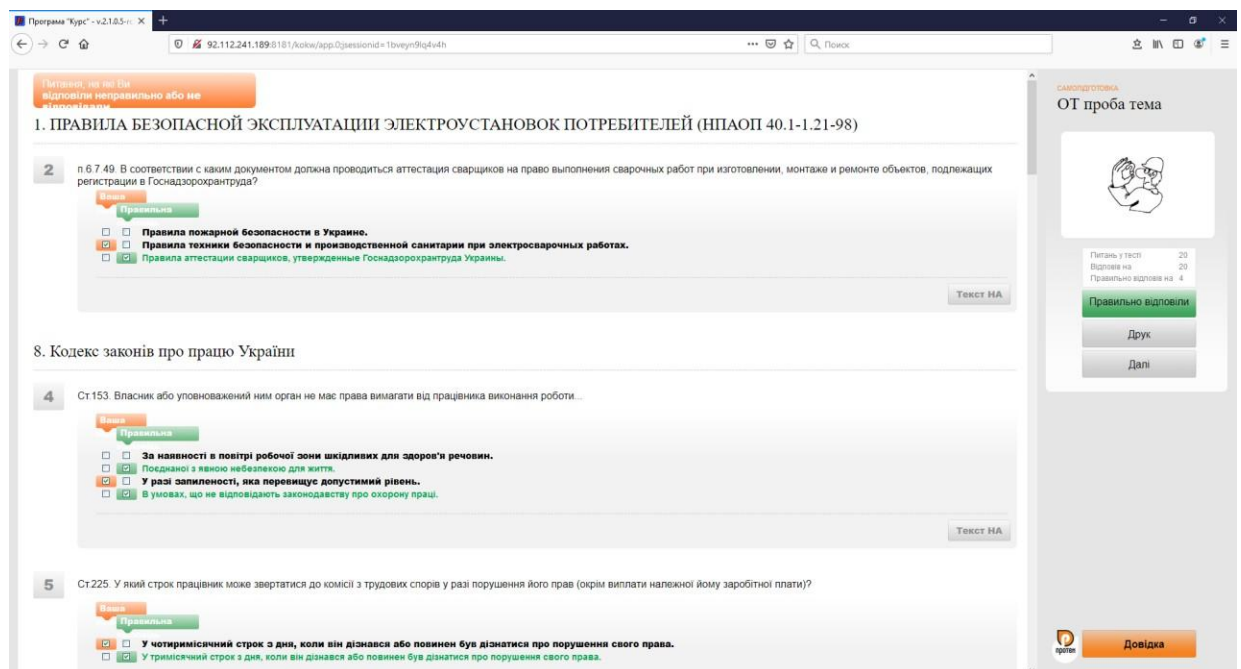 Програма "Курс" - v.2.1.0.5-п
92.112.241.189:8181/kokw/app.0;jsessionid=1bveyn9lq4v4h
Поиск
Питання, на які Ви
відповіли неправильно або не
відповідали
САМОПІДГОТОВКА
ОТ проба тема
1. ПРАВИЛА БЕЗОПАСНОЙ ЭКСПЛУАТАЦИИ ЭЛЕКТРОУСТАНОВОК ПОТРЕБИТЕЛЕЙ (НПАОП 40.1-1.21-98)
2
п.6.7.49. В соответствии с каким документом должна проводиться аттестация сварщиков на право выполнения сварочных работ при изготовлении, монтаже и ремонте объектов, подлежащих
регистрации в Госнадзорохрантруда?
Ваша
Правильна
Правила пожарной безопасности в Украине.
Правила техники безопасности и производственной санитарии при электросварочных работах.
Правила аттестации сварщиков, утвержденные Госнадзорохрантруда Украины.
Текст НА
Питань у тесті 20
Відповів на 20
Правильно відповів на 4
Правильно відповіли
Друк
Далі
8. Кодекс законів про працю України
4
Ст.153. Власник або уповноважений ним орган не має права вимагати від працівника виконання роботи...
Ваша
Правильна
За наявності в повітрі робочої зони шкідливих для здоров'я речовин.
Поєднаної з явною небезпекою для життя.
У разі запиленості, яка перевищує допустимий рівень.
В умовах, що не відповідають законодавству про охорону праці.
Текст НА
5
Ст.225. У який строк працівник може звертатися до комісії з трудових спорів у разі порушення його прав (окрім виплати належної йому заробітної плати)?
Ваша
Правильна
У чотиримісячний строк з дня, коли він дізнався або повинен був дізнатися про порушення свого права.
У тримісячний строк з дня, коли він дізнався або повинен був дізнатися про порушення свого права.
протек
Довідка